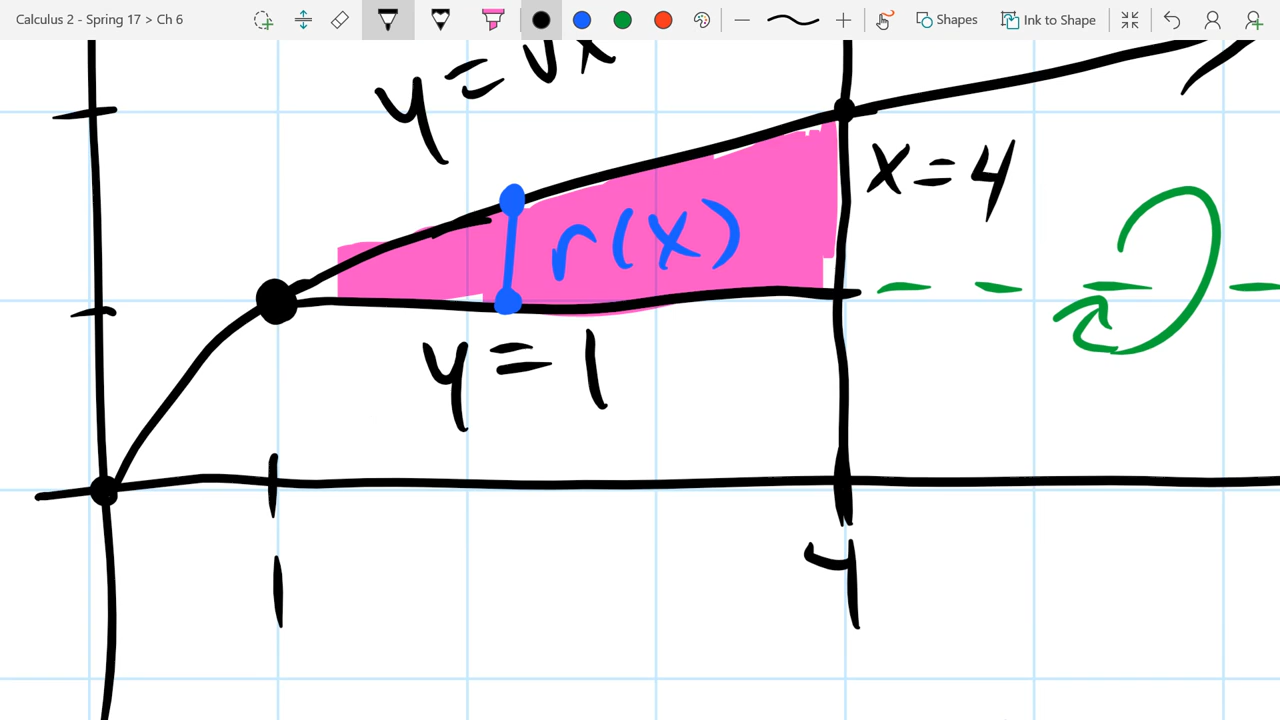 Calculus 2 - Spring 17 > Ch 6
Shapes
Ink to Shape
y = √x
x = 4
r(x)
y = 1
1
4